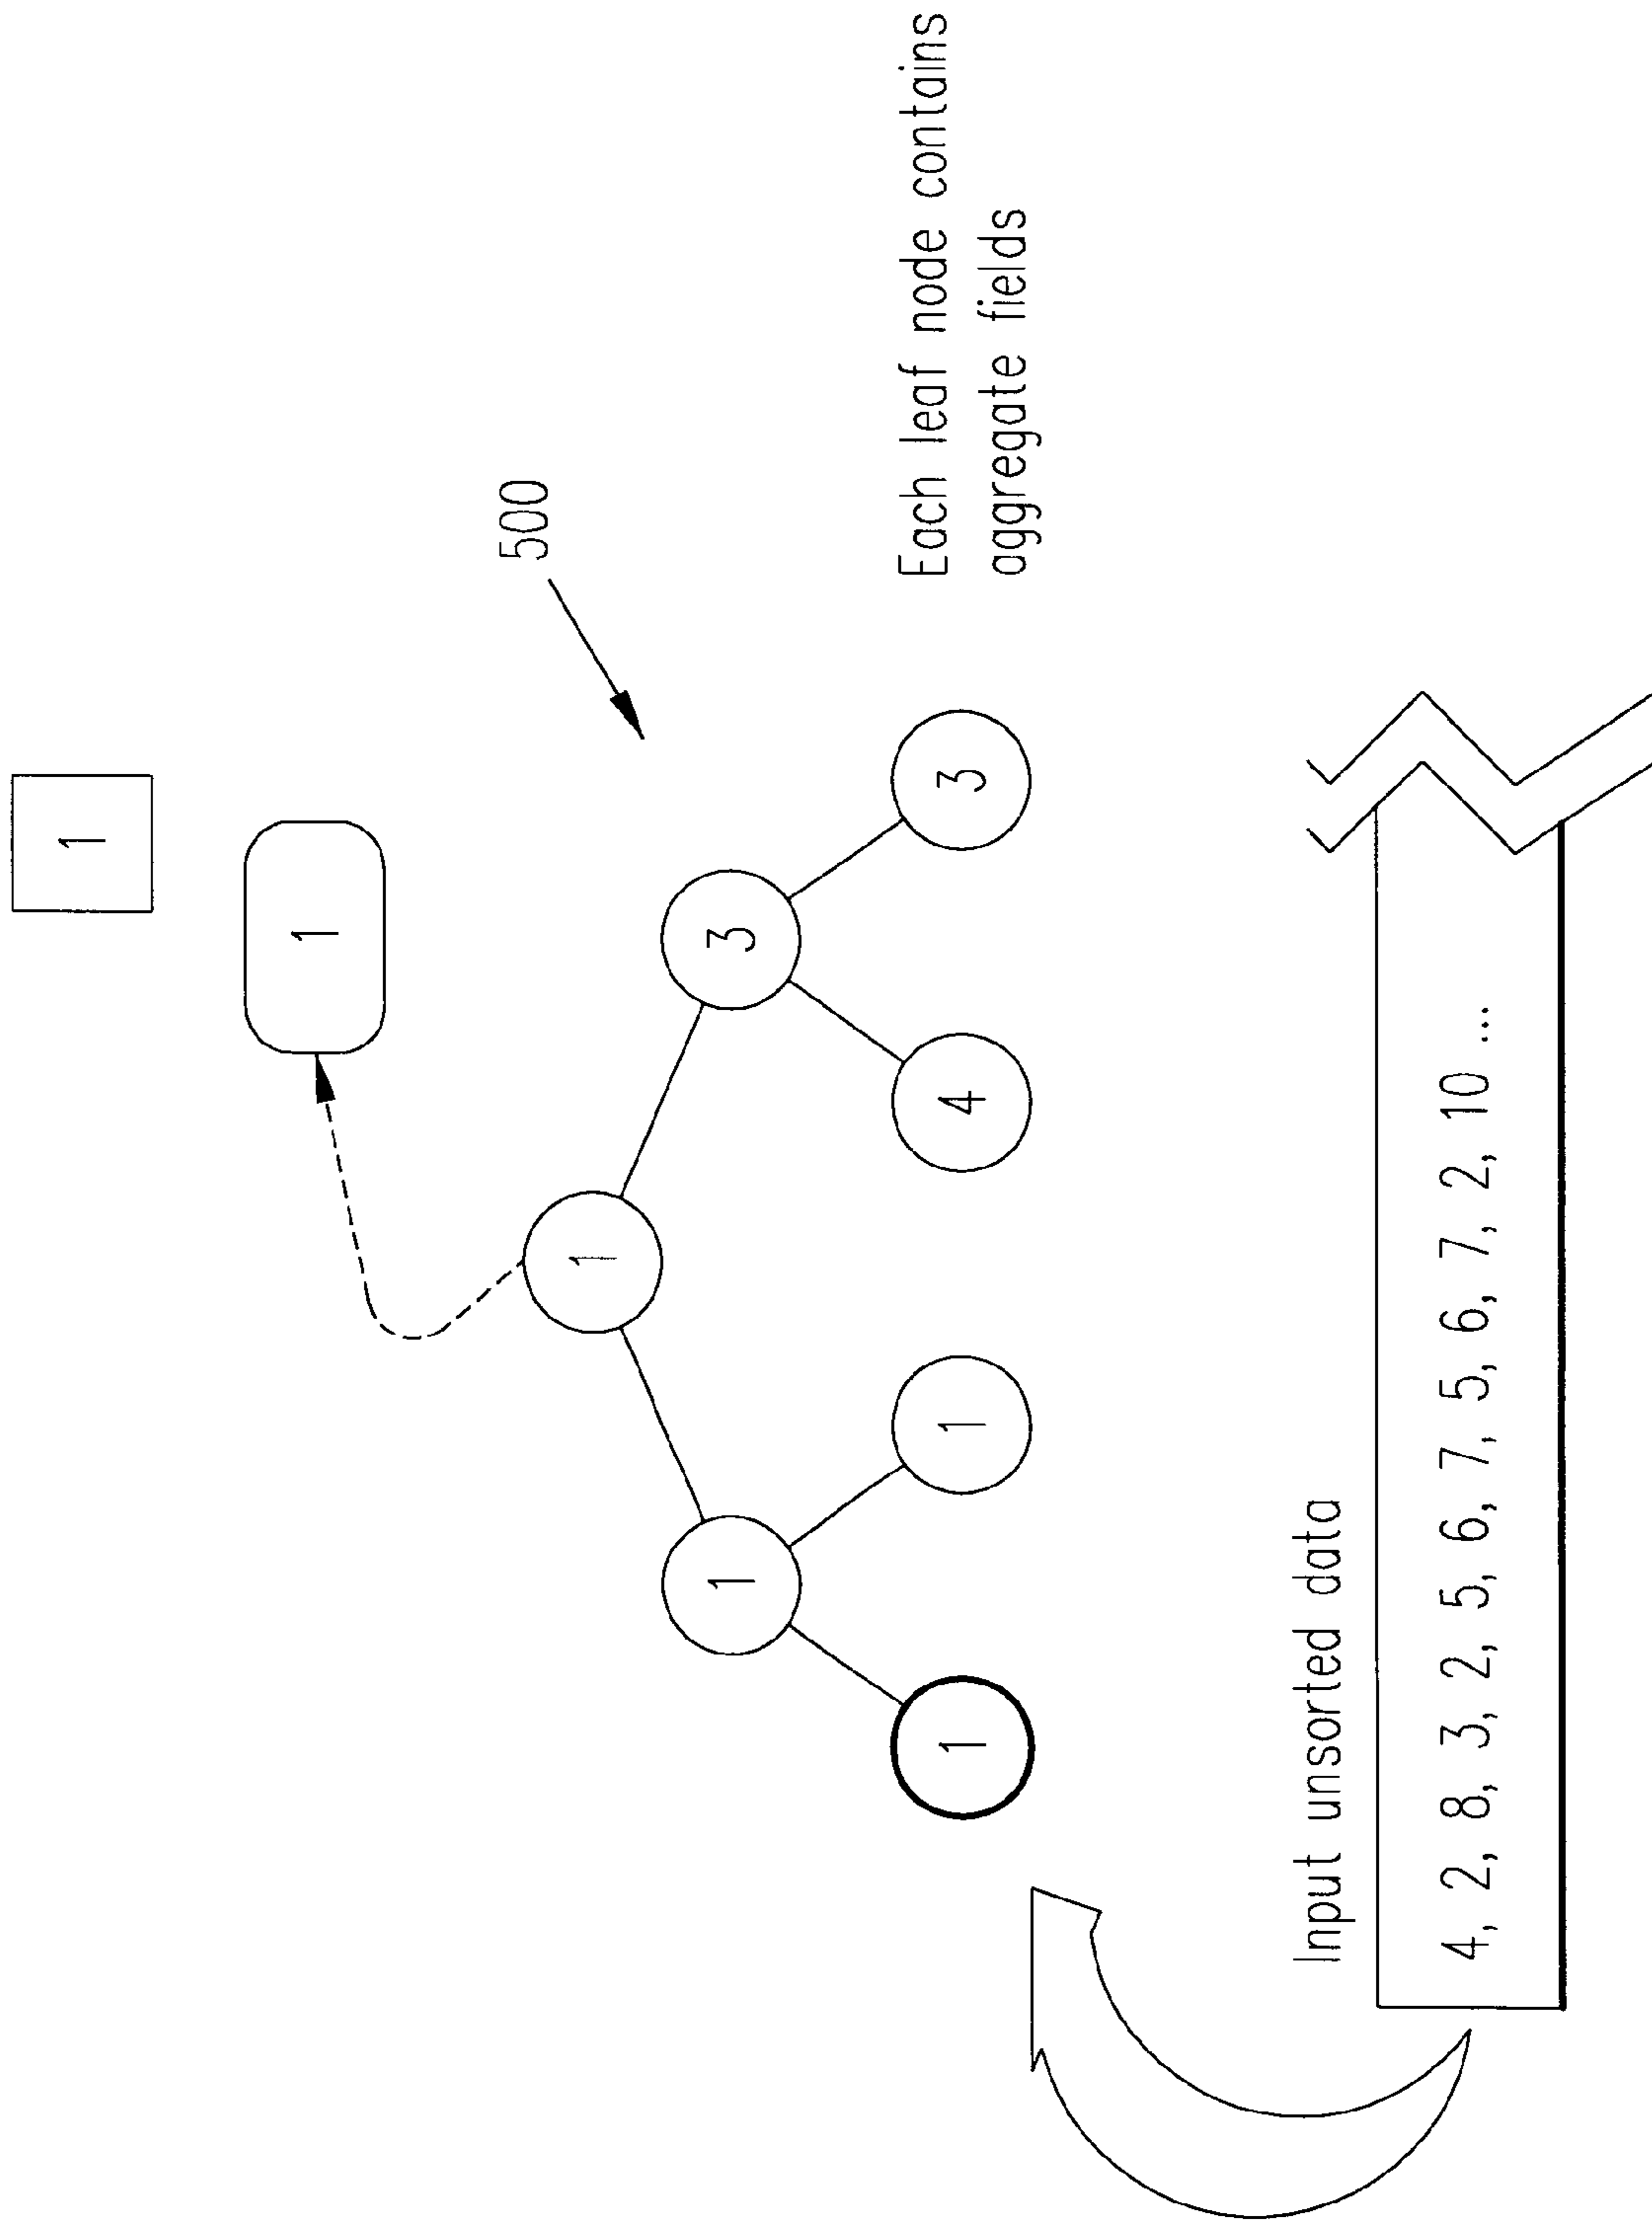 1
1
500
1
1
3
1
1
4
3
Each leaf node contains
aggregate fields
Input unsorted data
4, 2, 8, 3, 2, 5, 6, 7, 5, 6, 7, 2, 10 ...